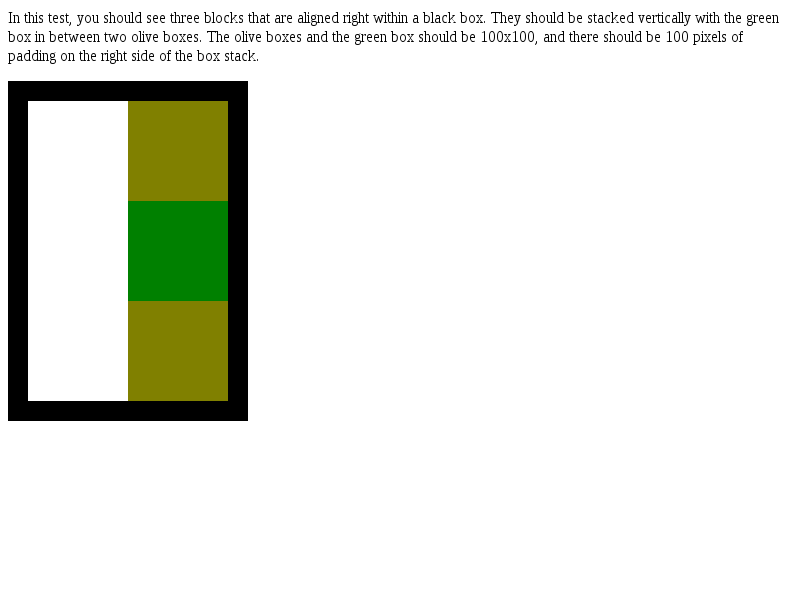 In this test, you should see three blocks that are aligned right within a black box. They should be stacked vertically with the green
box in between two olive boxes. The olive boxes and the green box should be 100x100, and there should be 100 pixels of
padding on the right side of the box stack.